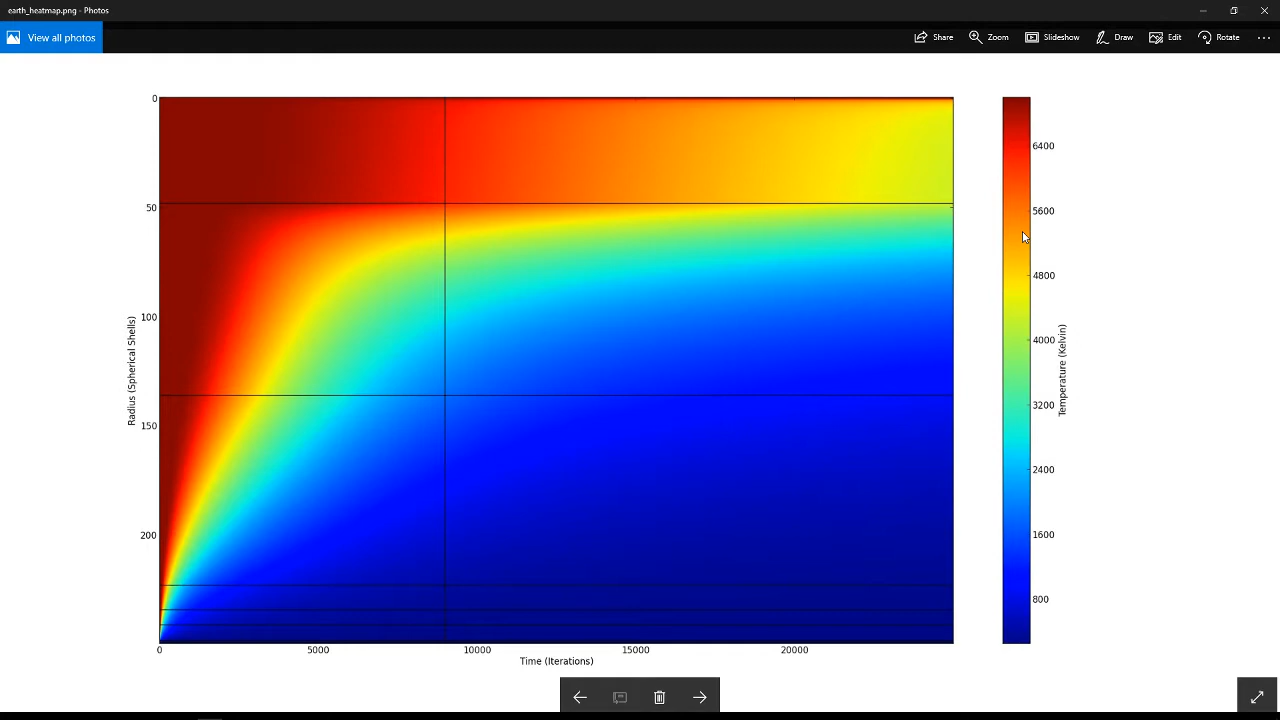 earth_heatmap.png - Photos
View all photos
Share
Zoom
Slideshow
Draw
Edit
Rotate
0
50
100
150
200
Radius (Spherical Shells)
0 5000 10000 15000 20000
Time (Iterations)
6400
5600
4800
4000
3200
2400
1600
800
Temperature (Kelvin)